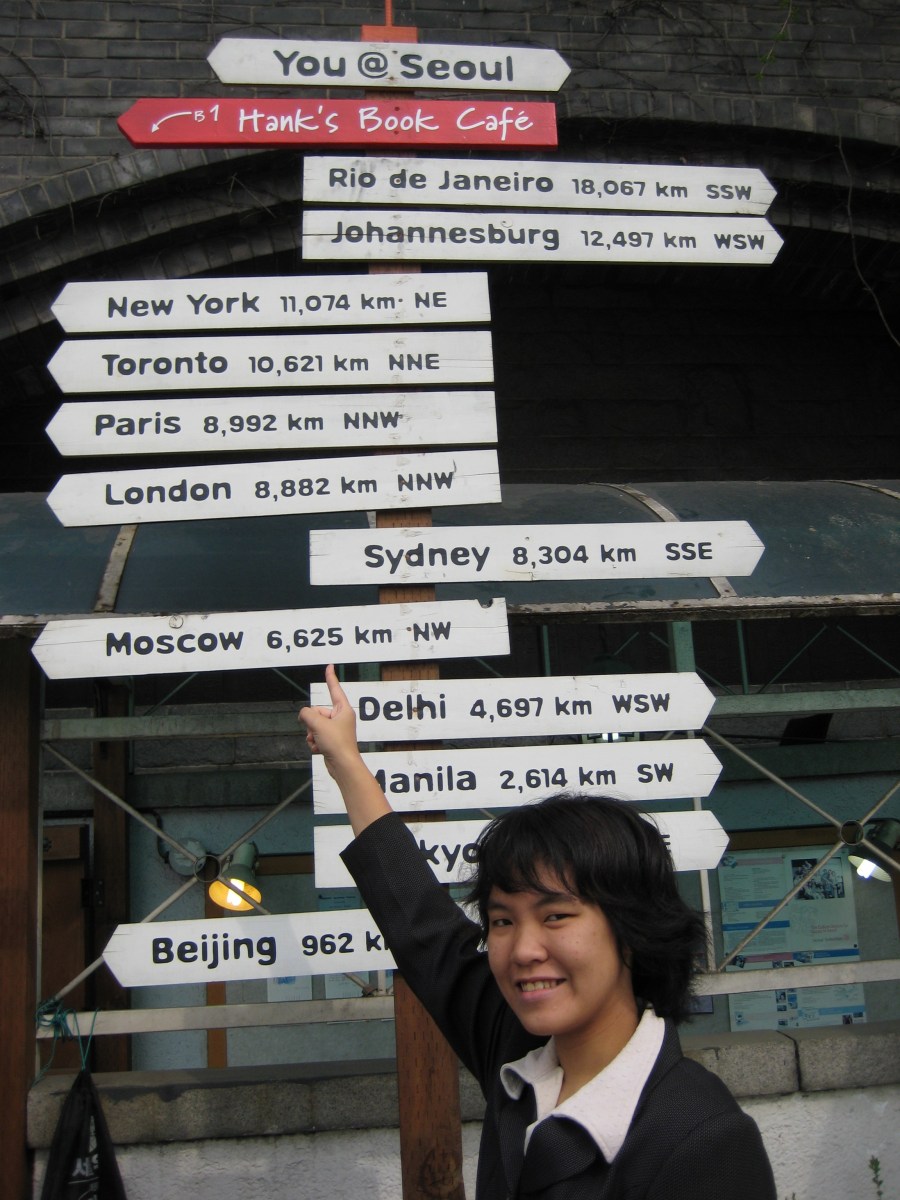 You @ Seoul
B1 Hank's Book Café
Rio de Janeiro 18,067 km SSW
Johannesburg 12,497 km WSW
New York 11,074 km NE
Toronto 10,621 km NNE
Paris 8,992 km NNW
London 8,882 km NNW
Sydney 8,304 km SSE
Moscow 6,625 km NW
Delhi 4,697 km WSW
Manila 2,614 km SW
Beijing 962